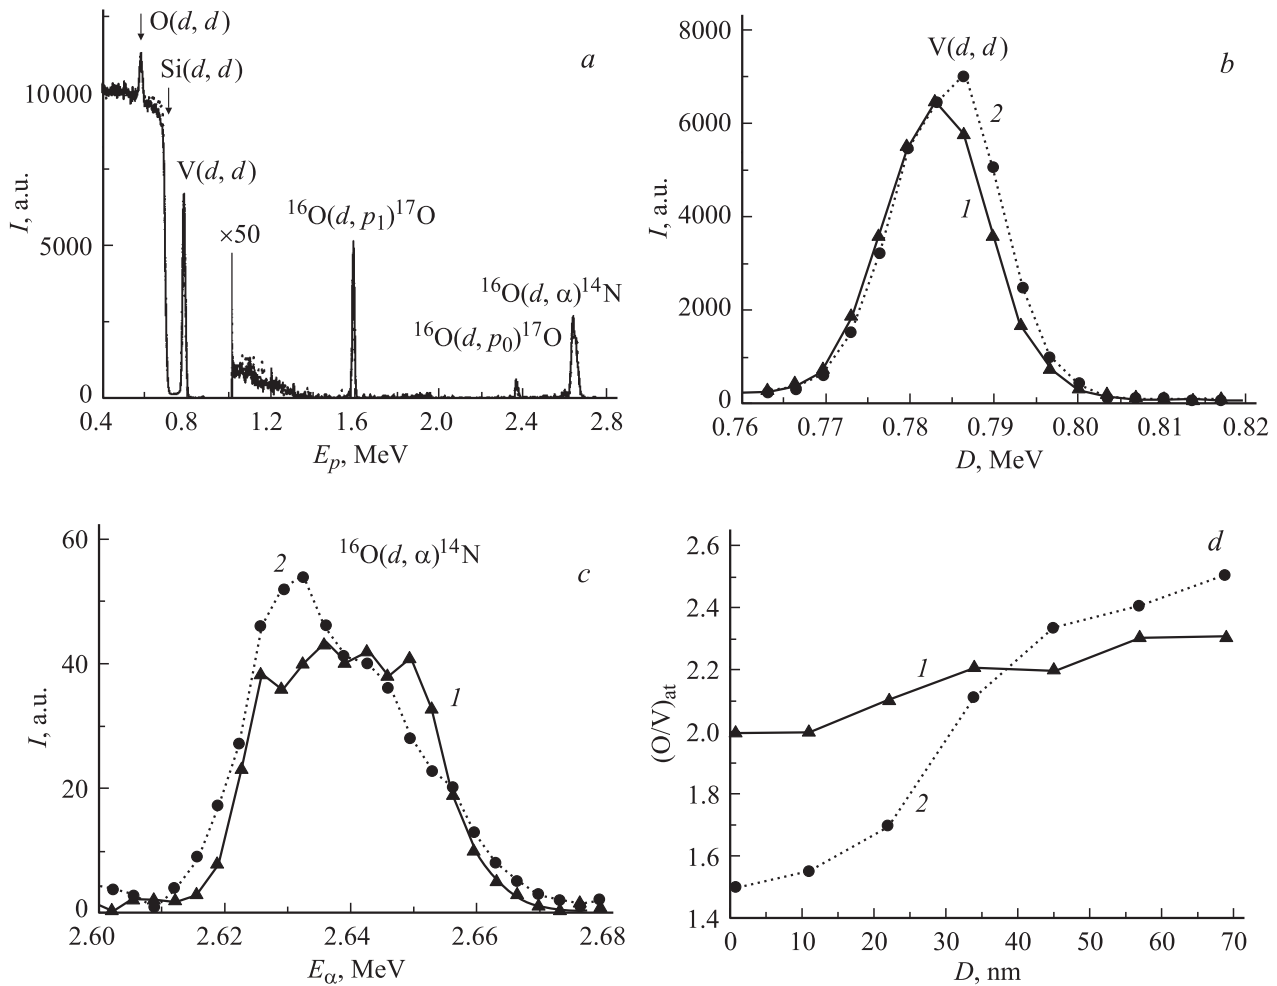 O(d, d)
a
Si(d, d)
10000
V(d, d)
16O(d, p1)17O
×50
I, a.u.
5000
16O(d, α)14N
16O(d, p0)17O
0
0.4 0.8 1.2 1.6 2.0 2.4 2.8
Ep, MeV
8000
V(d, d)
b
2
6000
I, a.u.
1
4000
2000
0
0.76 0.77 0.78 0.79 0.80 0.81 0.82
D, MeV
60
2
16O(d, α)14N
c
40
1
I, a.u.
20
0
2.60 2.62 2.64 2.66 2.68
Eα, MeV
2.6
d
2.4
2.2
1
(O/V)at
2.0
1.8
2
1.6
1.4
0 10 20 30 40 50 60 70
D, nm